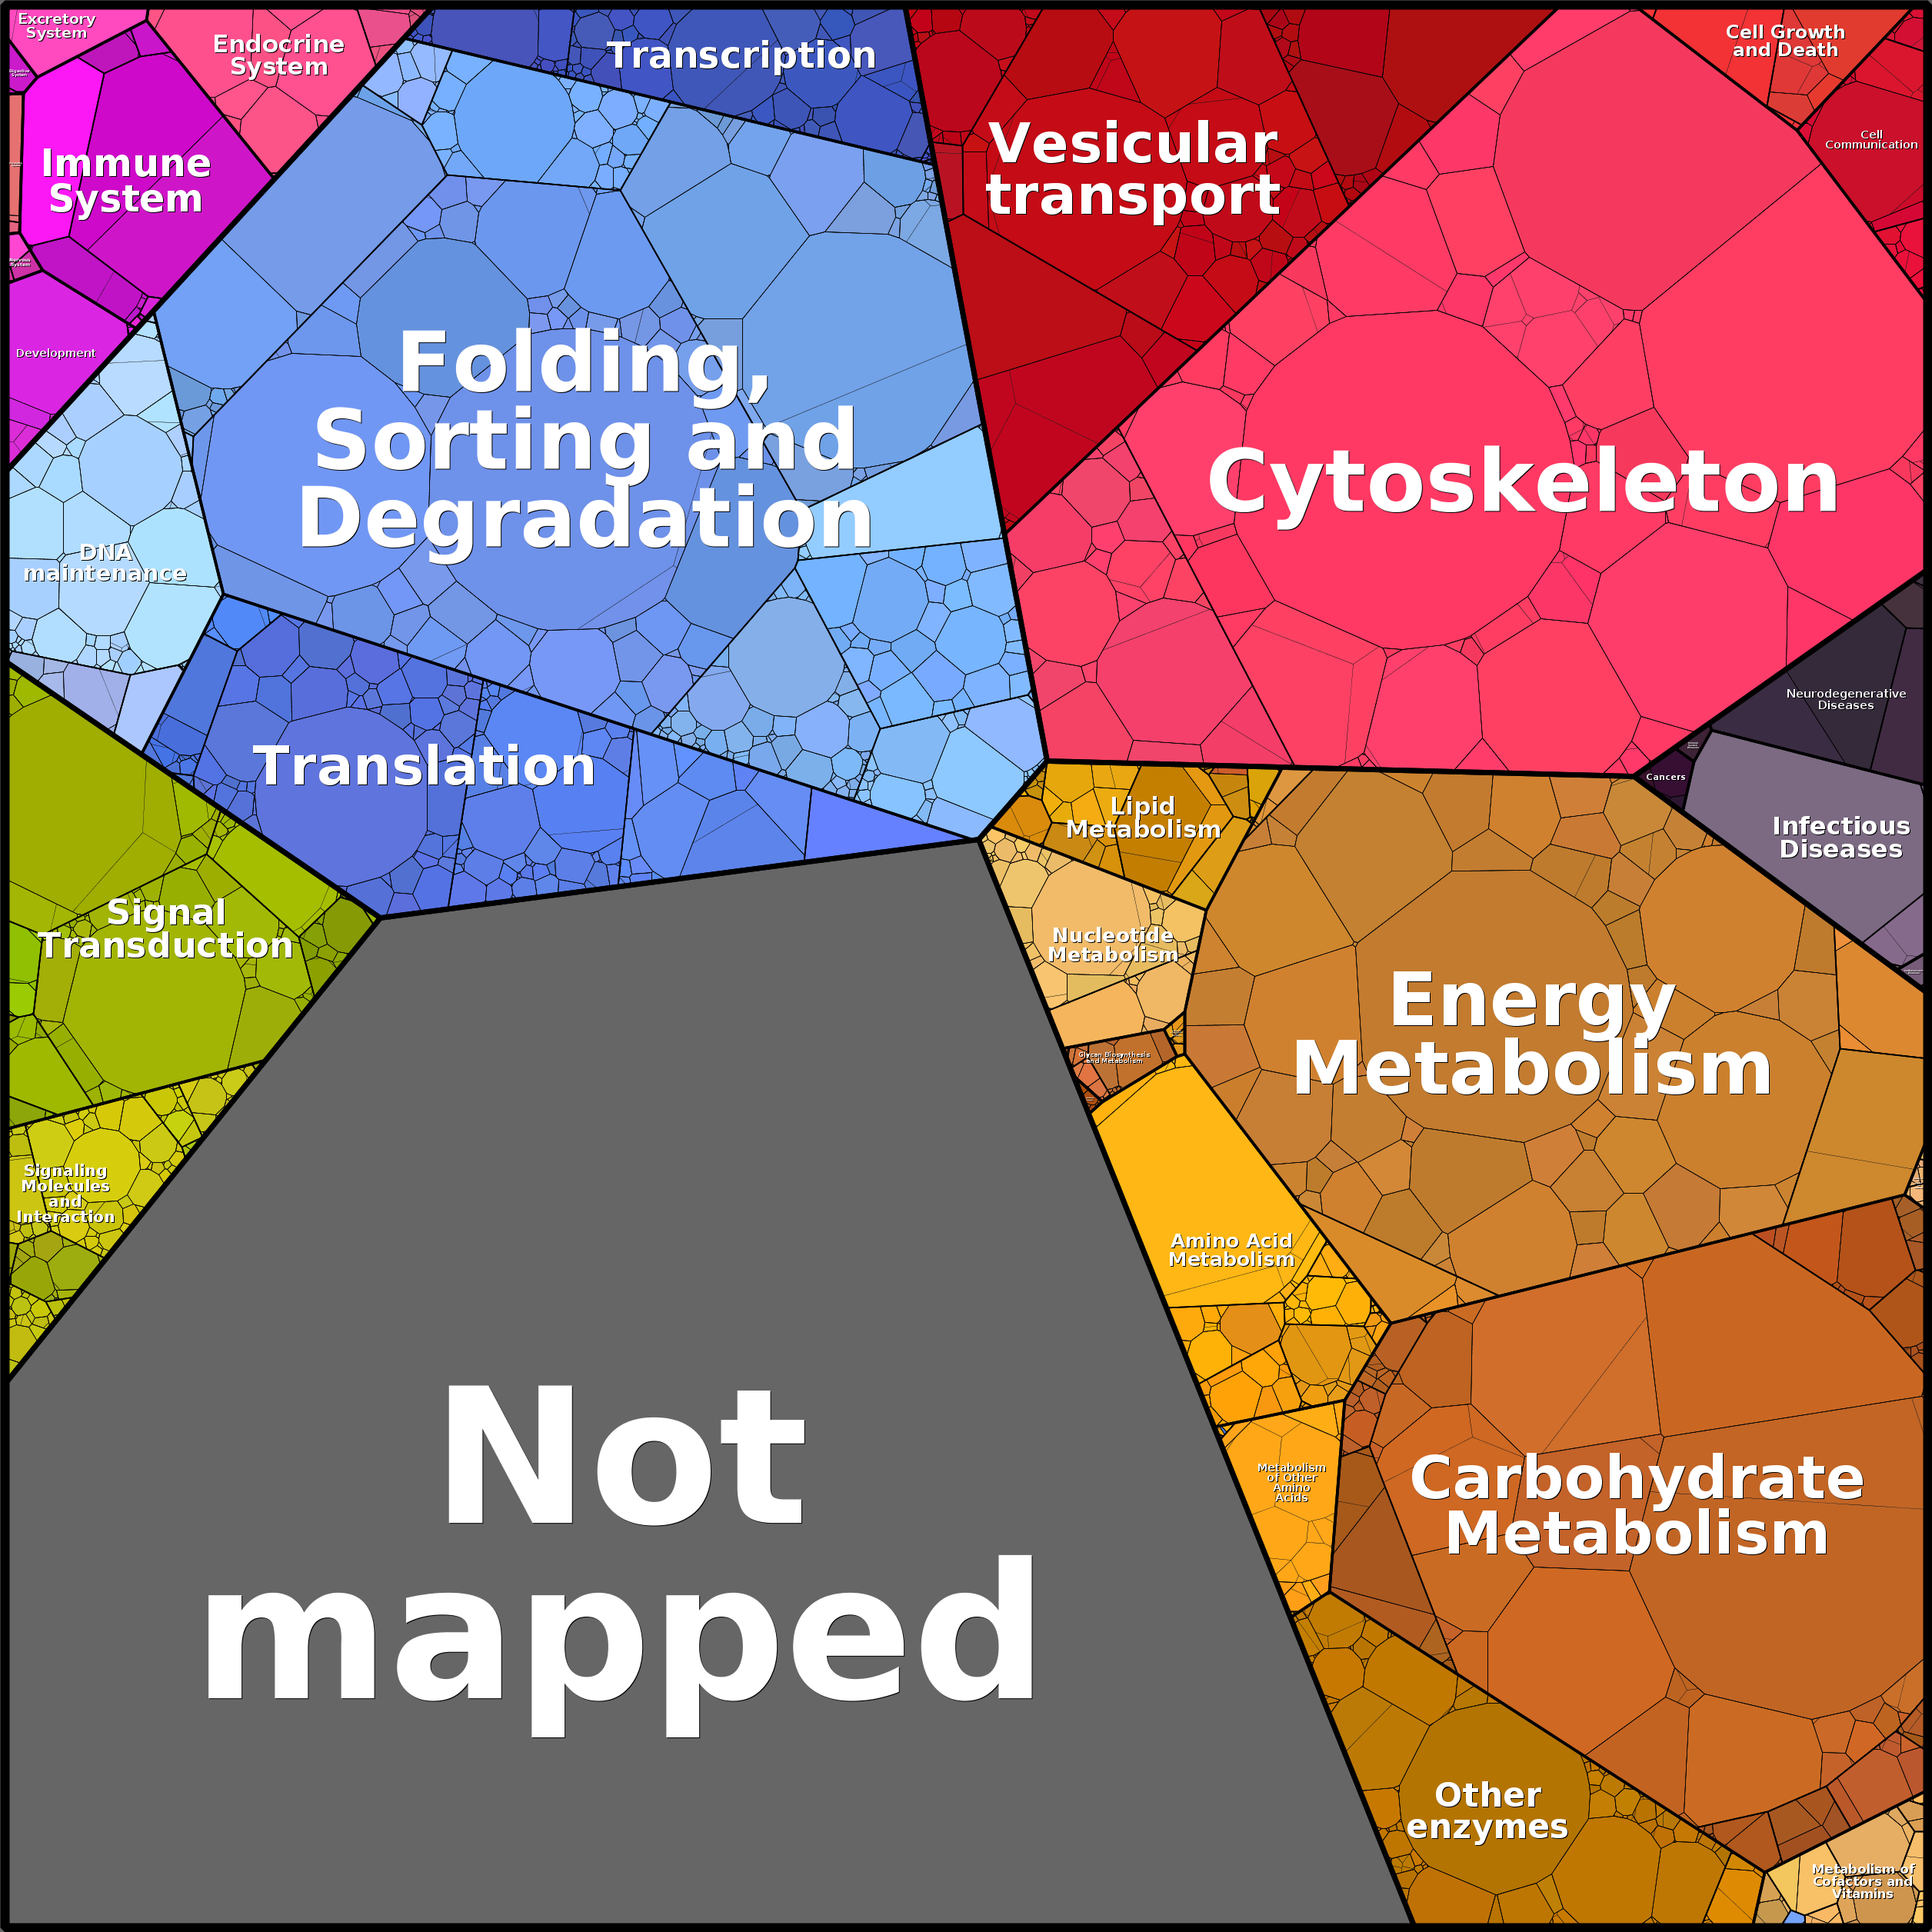 Excretory
System
Endocrine
System
Transcription
Immune
System
Development
Vesicular
transport
Cell Growth
and Death
Cell
Communication
Folding,
Sorting and
Degradation
Cytoskeleton
DNA
maintenance
Translation
Neurodegenerative
Diseases
Cancers
Infectious
Diseases
Lipid
Metabolism
Signal
Transduction
Nucleotide
Metabolism
Energy
Metabolism
Glycan Biosynthesis
and Metabolism
Signaling
Molecules
and
Interaction
Amino Acid
Metabolism
Not
mapped
Metabolism
of Other
Amino
Acids
Carbohydrate
Metabolism
Other
enzymes
Metabolism of
Cofactors and
Vitamins